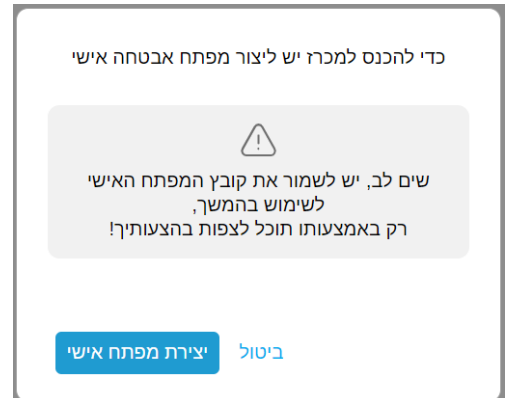 כדי להכנס למכרז יש ליצור מפתח אבטחה אישי
שים לב, יש לשמור את קובץ המפתח האישי
לשימוש בהמשך,
רק באמצעותו תוכל לצפות בהצעותיך!
יצירת מפתח אישי
ביטול